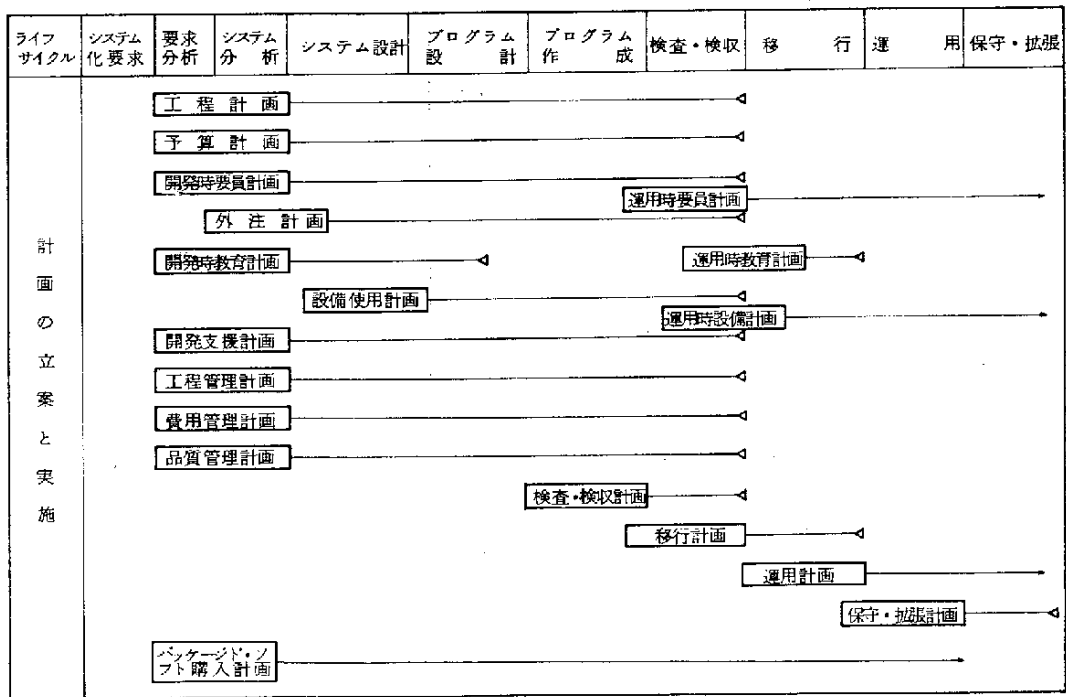 ライフ
サイクル
システム
化要求
要求
分析
システム
分析
システム設計
プログラム
設計
プログラム
作成
検査・検収
移行
運用
保守・拡張
計画の立案と実施
工程計画
予算計画
開発時要員計画
運用時要員計画
外注計画
開発時教育計画
運用時教育計画
設備使用計画
運用時設備計画
開発支援計画
工程管理計画
費用管理計画
品質管理計画
検査・検収計画
移行計画
運用計画
保守・拡張計画
パッケージド・ソ
フト購入計画